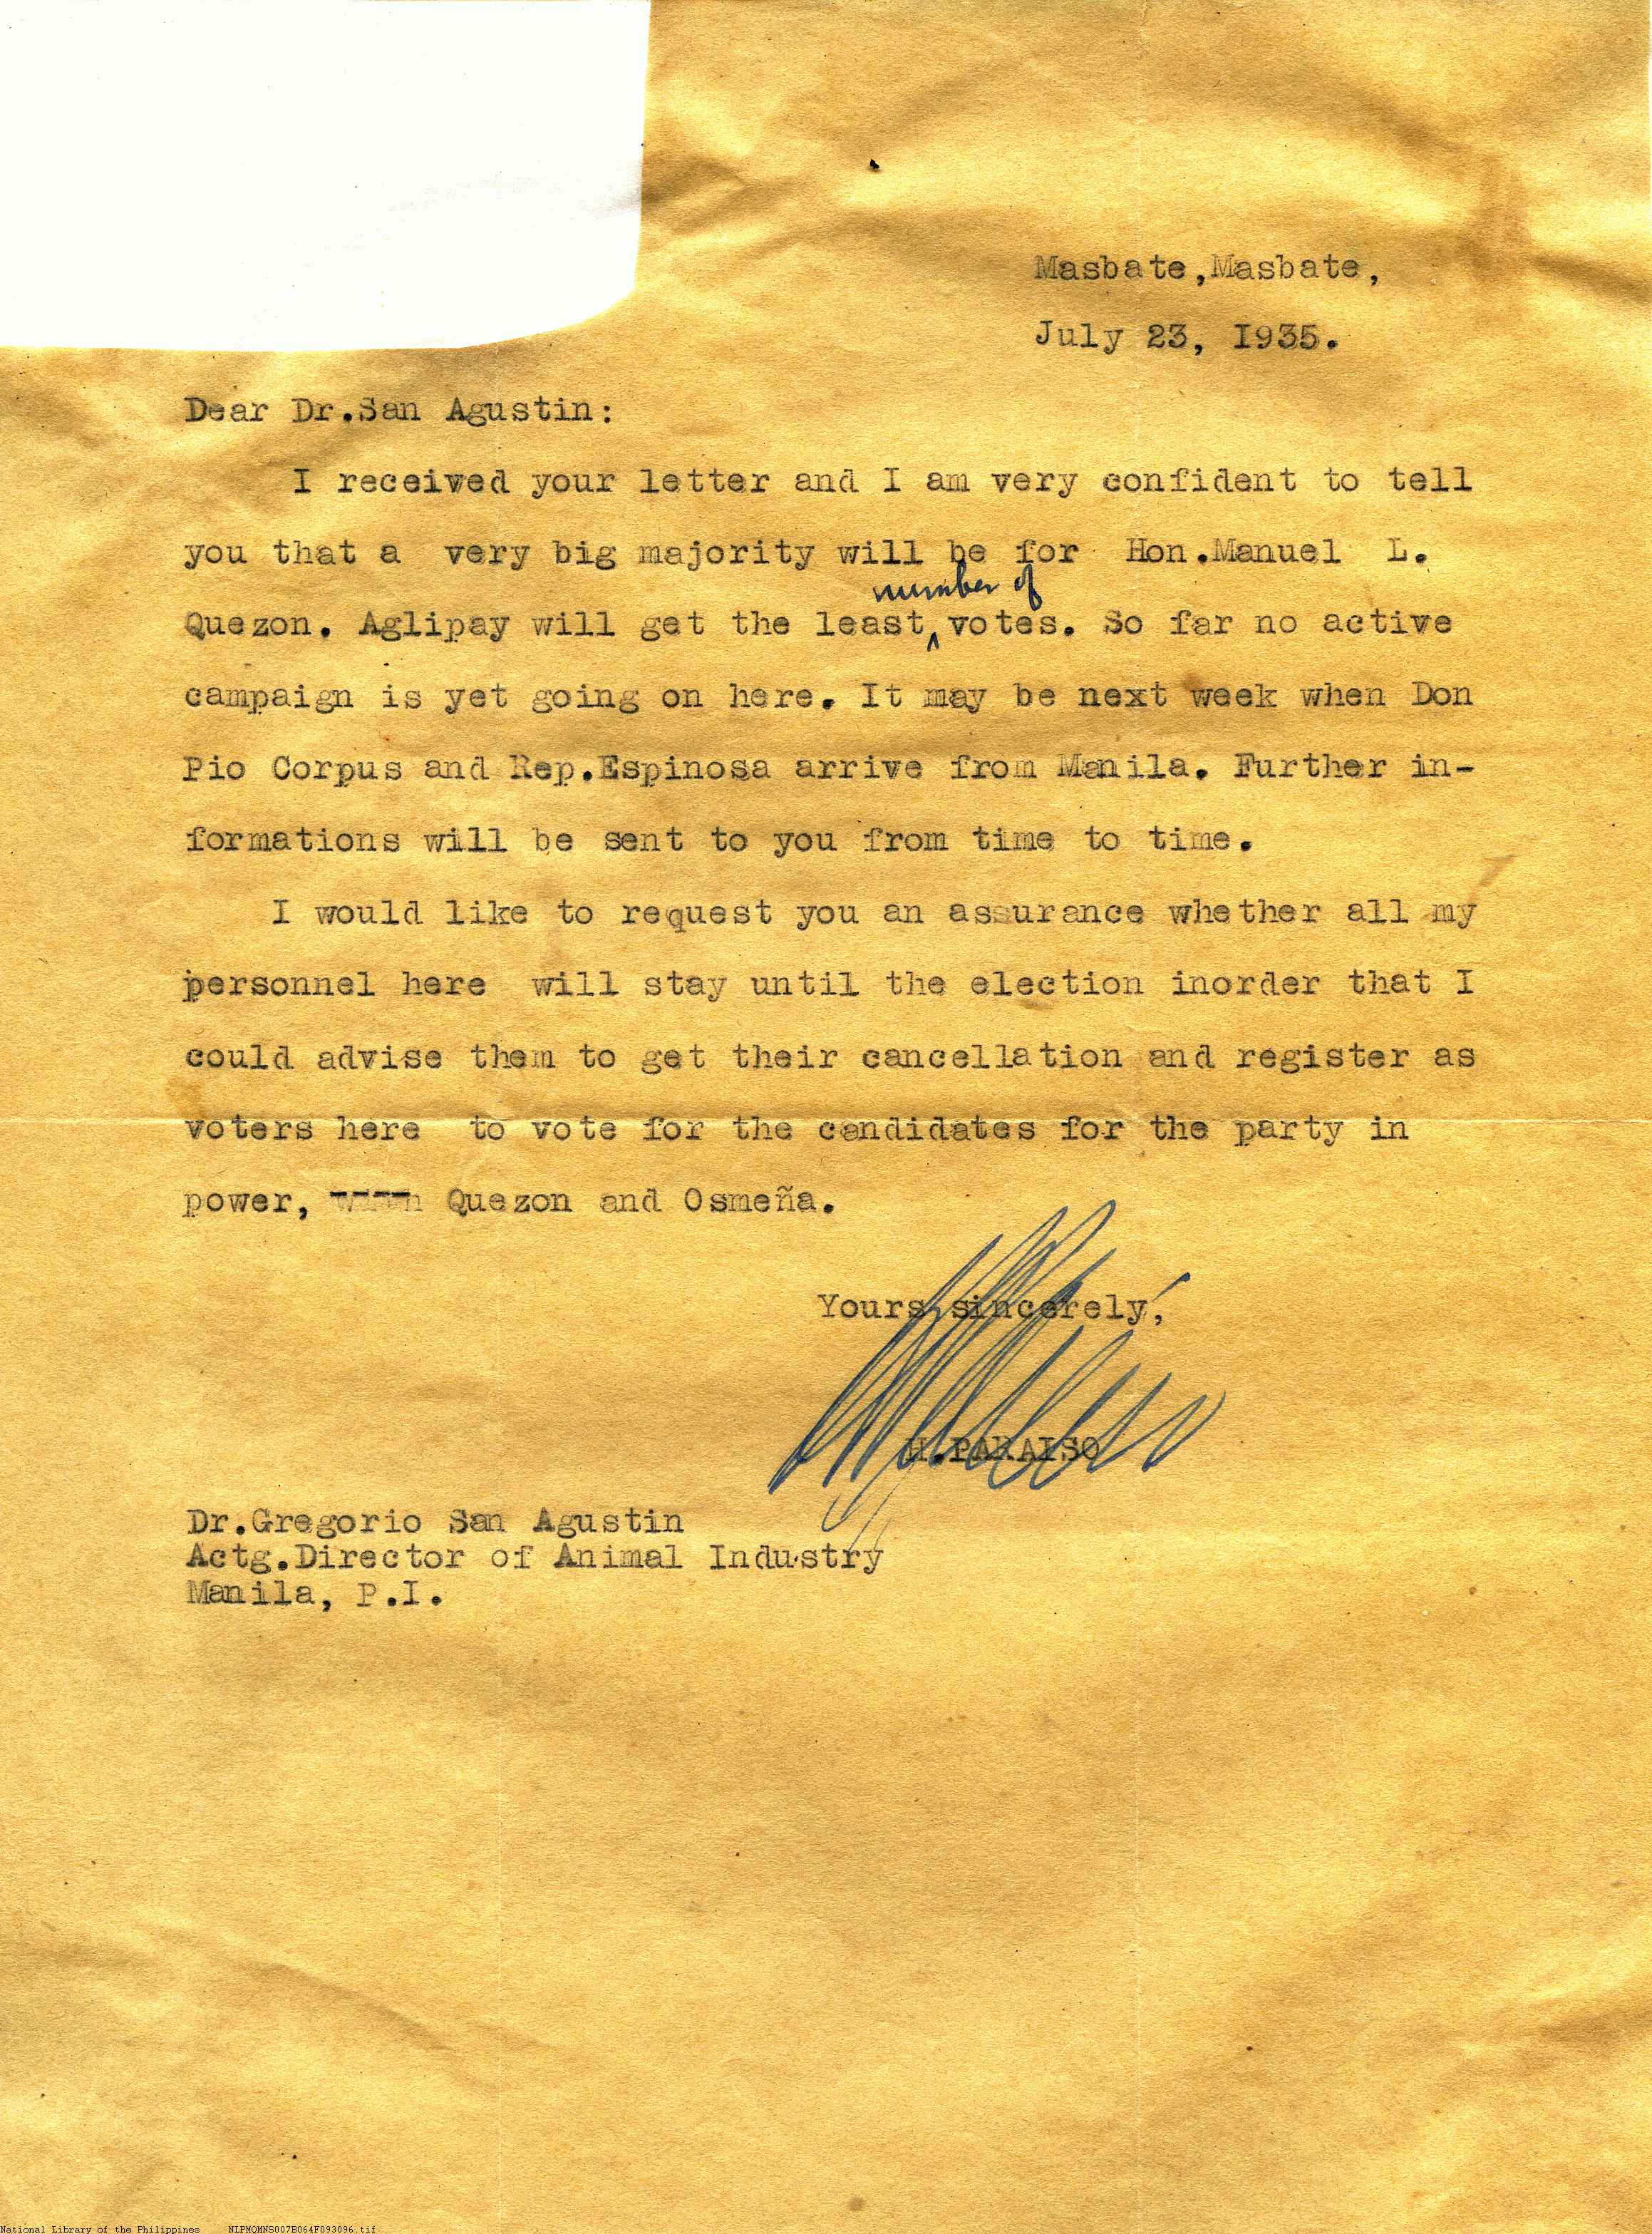 Masbate,Masbate,
July 23, I935.
Dear Dr.San Agustin:
I received your letter and I am very confident to tell
you that a very big majority will be for Hon.Manuel L.
number of
Quezon. Aglipay will get the least votes. So far no active
campaign is yet going on here. It may be next week when Don
Pio Corpus and Rep.Espinosa arrive from Manila. Further in-
formations will be sent to you from time to time.
I would like to request you an assurance whether all my
personnel here will stay until the election inorder that I
could advise them to get their cancellation and register as
voters here to vote for the candidates for the party in
power, Quezon and Osmeña.
Yours sincerely,
H.PARAISO
Dr.Gregorio San Agustin
Actg.Director of Animal Industry
Manila, P.I.
National Library of the Philippines NLPMQMNS007B064F093096.tif